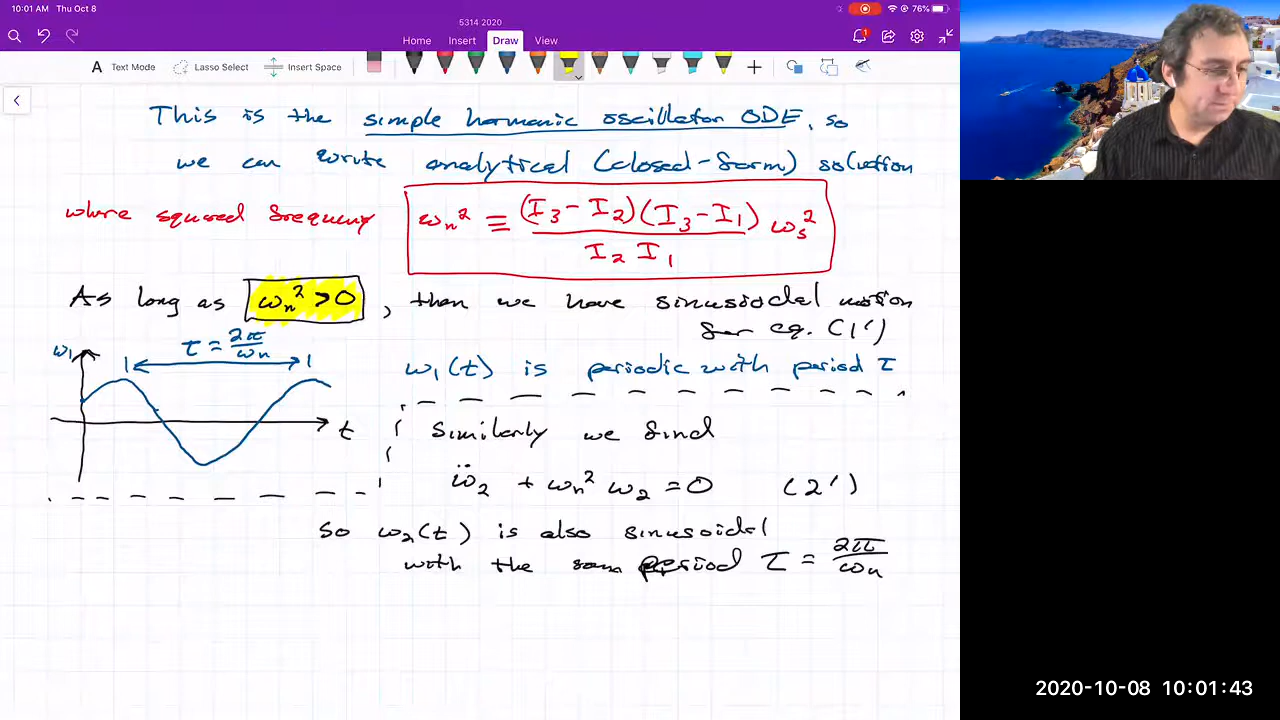 10:01 AM Thu Oct 8
76%
5314 2020
Home Insert Draw View
1
A Text Mode Lasso Select Insert Space
This is the simple harmonic oscillator ODE, so
we can write analytical (closed-form) solution
where squared frequency ωn² ≡ (I3 − I2)(I3 − I1) / I2 I1 ωs²
As long as ωn² > 0, then we have sinusiodal motion
for eq. (1')
ω1 τ = 2π/ωn
ω1(t) is periodic with period τ
t
Similarly we find
ω̈2 + ωn² ω2 = 0 (2')
So ω2(t) is also sinusoidal
with the same period τ = 2π/ωn
2020-10-08 10:01:43